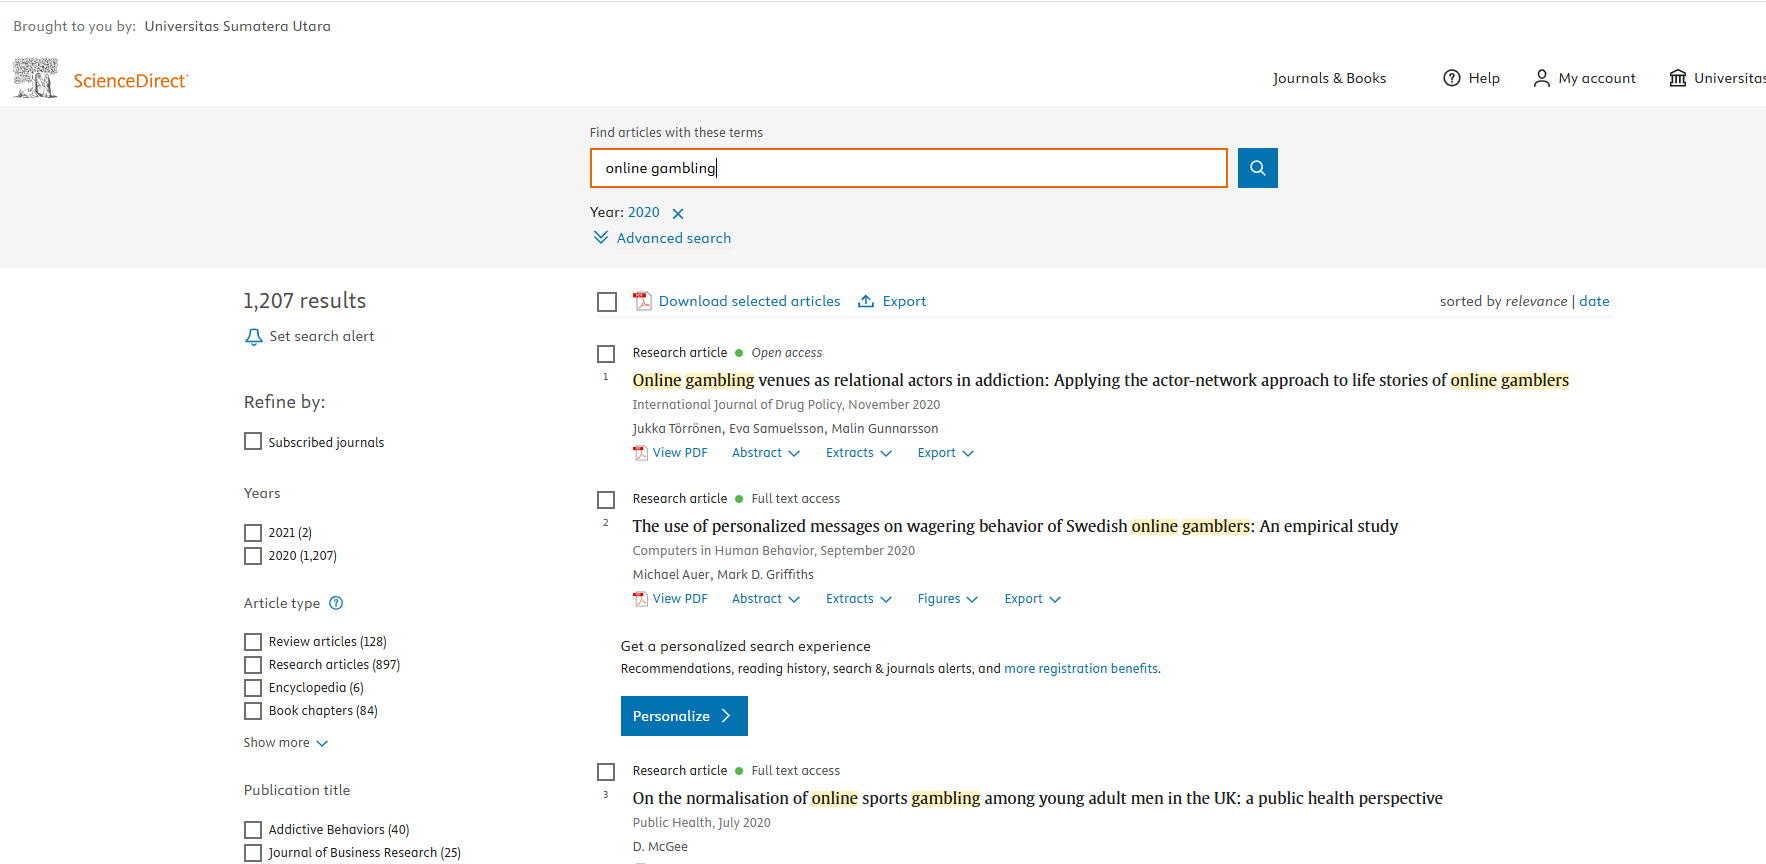 Brought to you by: Universitas Sumatera Utara
ScienceDirect
Journals & Books
Help
My account
Universitas
Find articles with these terms
online gambling
Year: 2020
Advanced search
1,207 results
Set search alert
Refine by:
Subscribed journals
Years
2021 (2)
2020 (1,207)
Article type
Review articles (128)
Research articles (897)
Encyclopedia (6)
Book chapters (84)
Show more
Publication title
Addictive Behaviors (40)
Journal of Business Research (25)
Download selected articles
Export
sorted by relevance | date
Research article Open access
1
Online gambling venues as relational actors in addiction: Applying the actor-network approach to life stories of online gamblers
International Journal of Drug Policy, November 2020
Jukka Törrönen, Eva Samuelsson, Malin Gunnarsson
View PDF Abstract Extracts Export
Research article Full text access
2
The use of personalized messages on wagering behavior of Swedish online gamblers: An empirical study
Computers in Human Behavior, September 2020
Michael Auer, Mark D. Griffiths
View PDF Abstract Extracts Figures Export
Get a personalized search experience
Recommendations, reading history, search & journals alerts, and more registration benefits.
Personalize
Research article Full text access
3
On the normalisation of online sports gambling among young adult men in the UK: a public health perspective
Public Health, July 2020
D. McGee